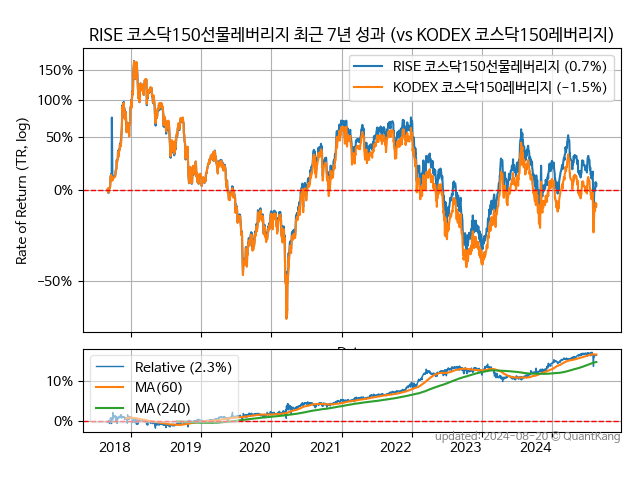 RISE 코스닥150선물레버리지 최근 7년 성과 (vs KODEX 코스닥150레버리지)
RISE 코스닥150선물레버리지 (0.7%)
KODEX 코스닥150레버리지 (−1.5%)
150%
100%
50%
0%
−50%
Rate of Return (TR, log)
Relative (2.3%)
MA(60)
MA(240)
10%
0%
2018 2019 2020 2021 2022 2023 2024
updated: 2024-08-20 © QuantKang